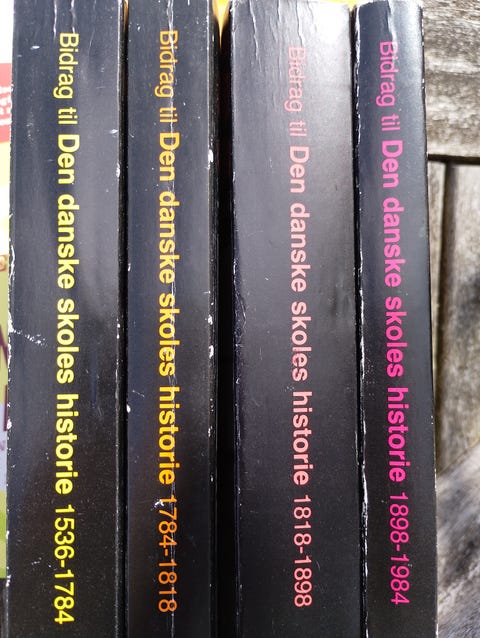 Bidrag til Den danske skoles historie 1536-1784
Bidrag til Den danske skoles historie 1784-1818
Bidrag til Den danske skoles historie 1818-1898
Bidrag til Den danske skoles historie 1898-1984